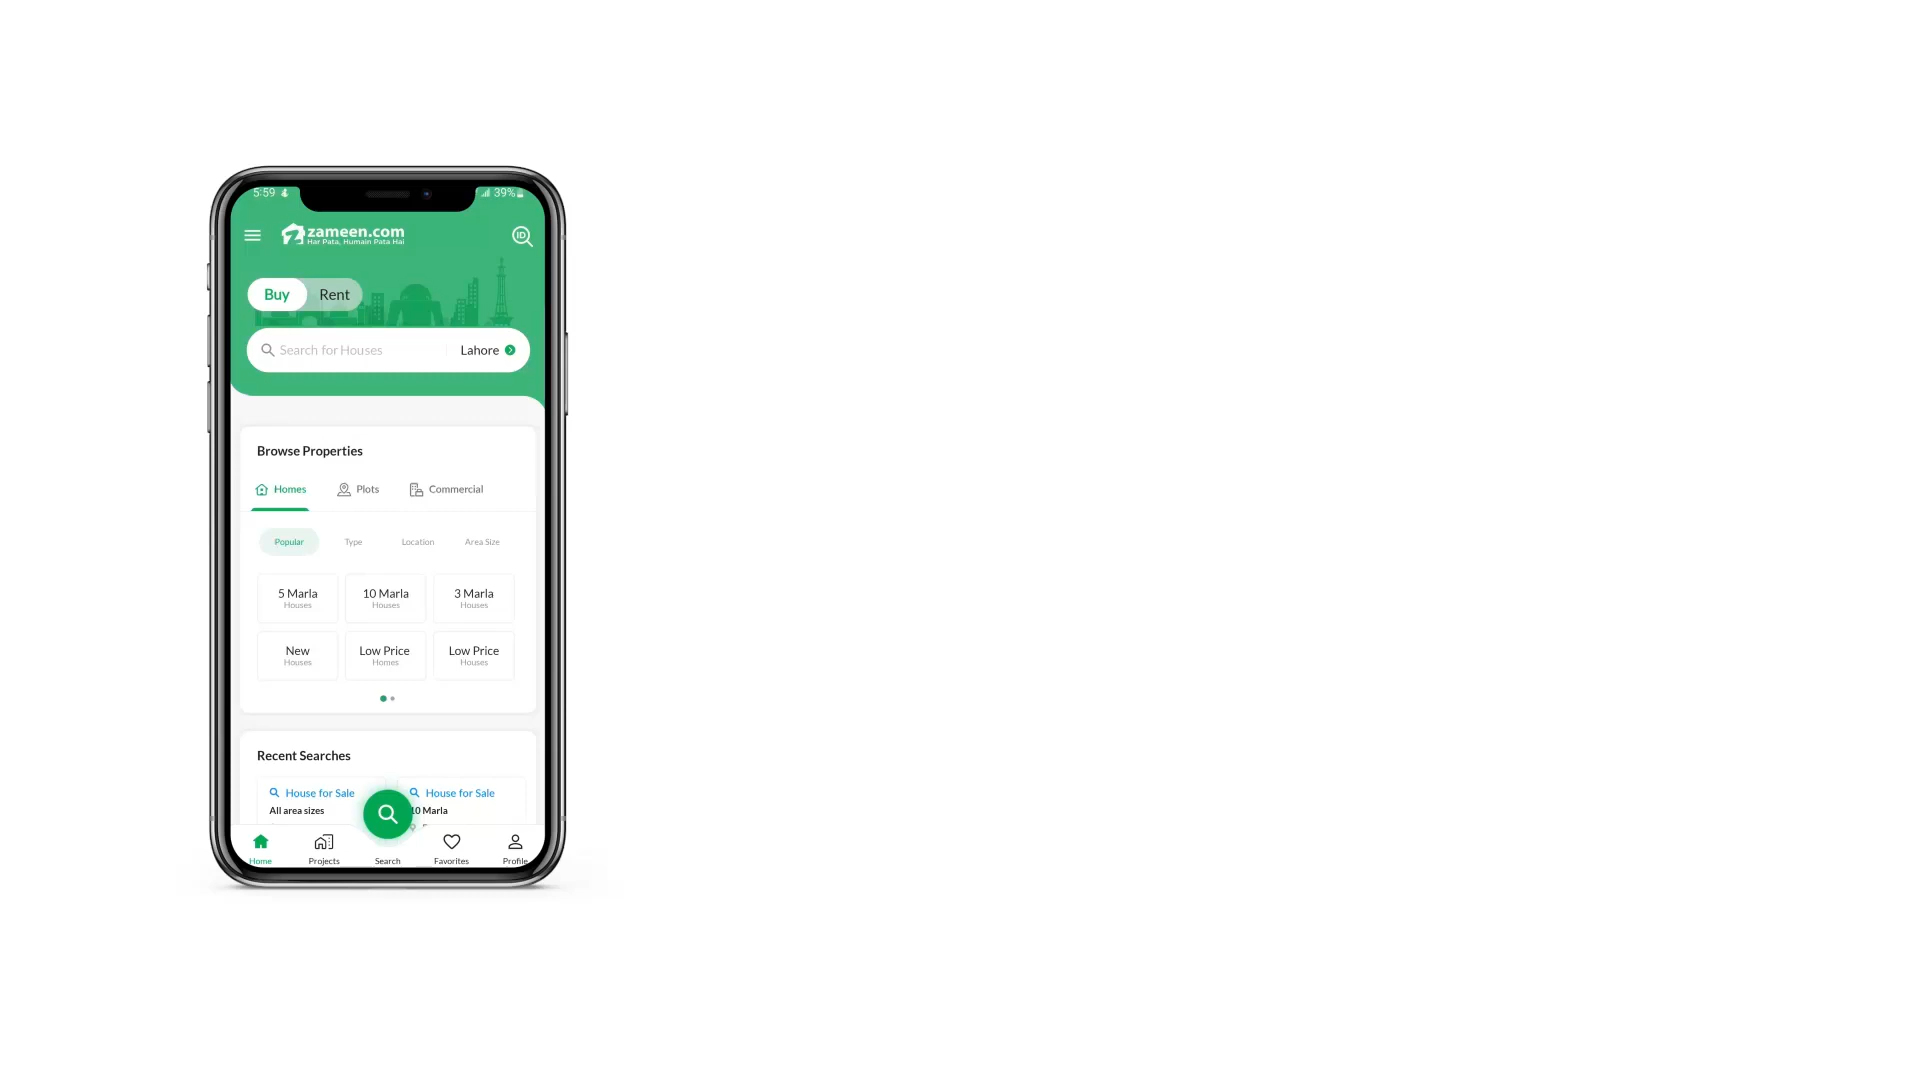 5:59
39%
zameen.com
Har Pata, Humain Pata Hai
ID
Buy Rent
Search for Houses Lahore
Browse Properties
Homes Plots Commercial
Popular Type Location Area Size
5 Marla 10 Marla 3 Marla
Houses Houses Houses
New Low Price Low Price
Houses Homes Houses
Recent Searches
House for Sale House for Sale
All area sizes 10 Marla
Home Projects Search Favorites Profile